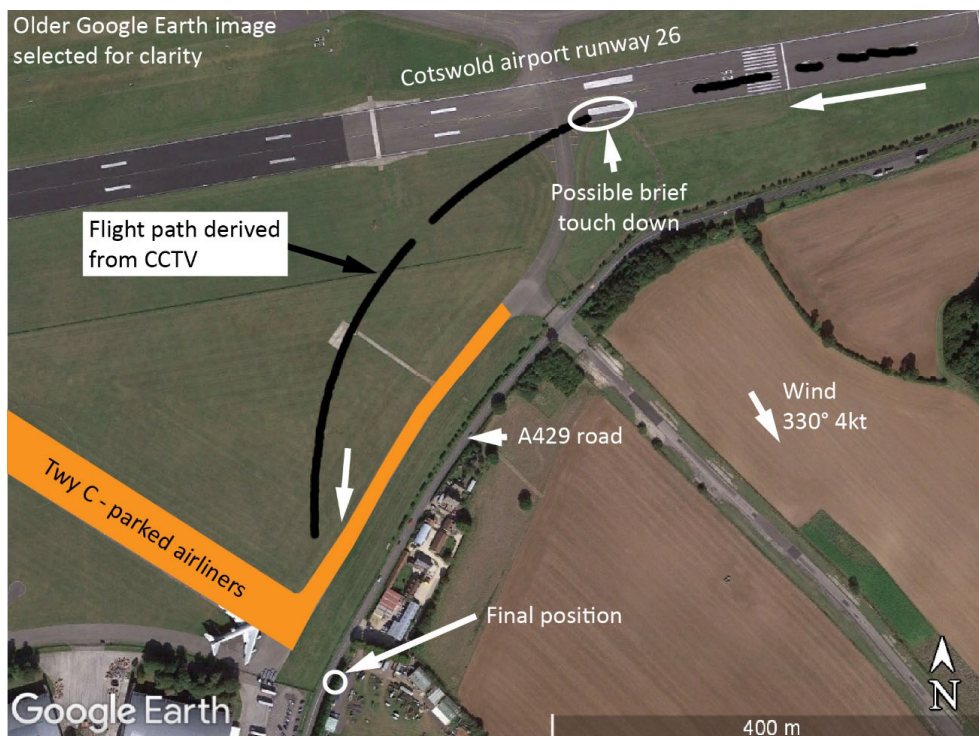 Older Google Earth image
selected for clarity
Cotswold airport runway 26
26
Possible brief
touch down
Flight path derived
from CCTV
Wind
330° 4kt
A429 road
Twy C - parked airliners
Final position
N
Google Earth
400 m